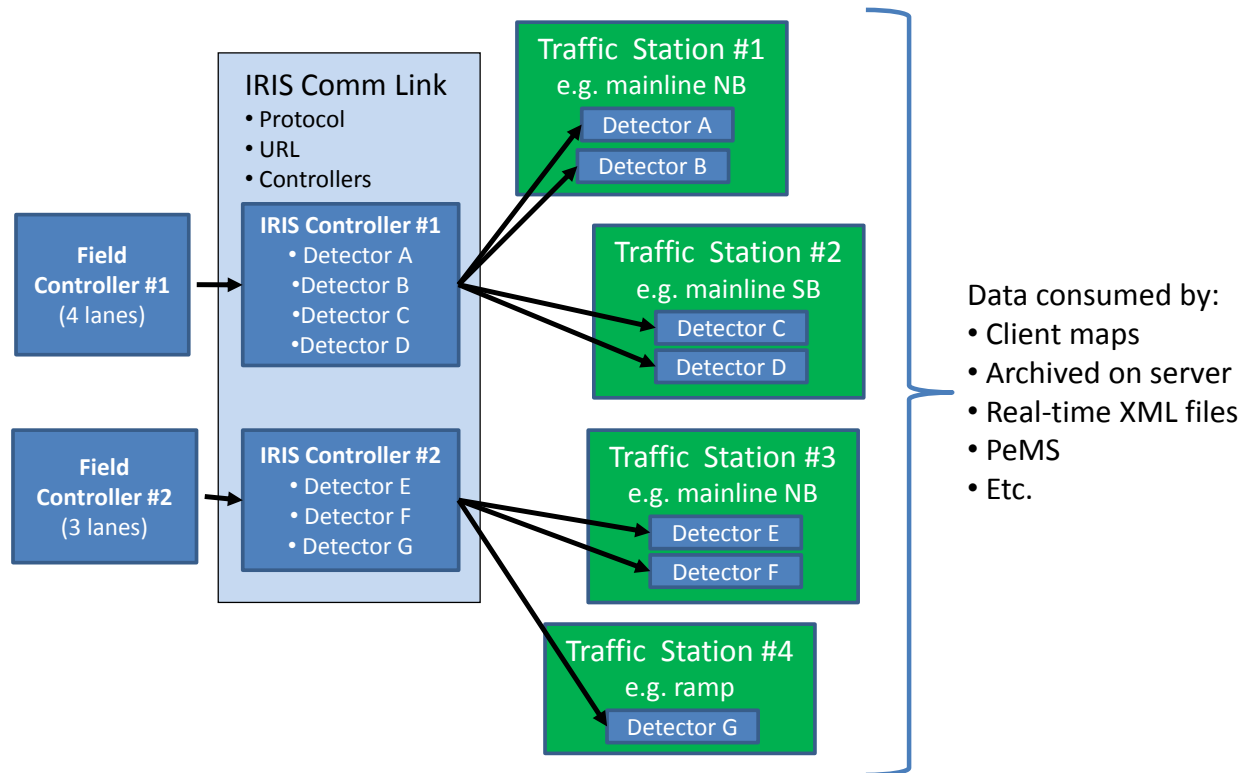 Field
Controller #1
(4 lanes)
Field
Controller #2
(3 lanes)
IRIS Comm Link
• Protocol
• URL
• Controllers
IRIS Controller #1
• Detector A
•Detector B
•Detector C
•Detector D
IRIS Controller #2
• Detector E
• Detector F
• Detector G
Traffic Station #1
e.g. mainline NB
Detector A
Detector B
Traffic Station #2
e.g. mainline SB
Detector C
Detector D
Traffic Station #3
e.g. mainline NB
Detector E
Detector F
Traffic Station #4
e.g. ramp
Detector G
Data consumed by:
• Client maps
• Archived on server
• Real-time XML files
• PeMS
• Etc.